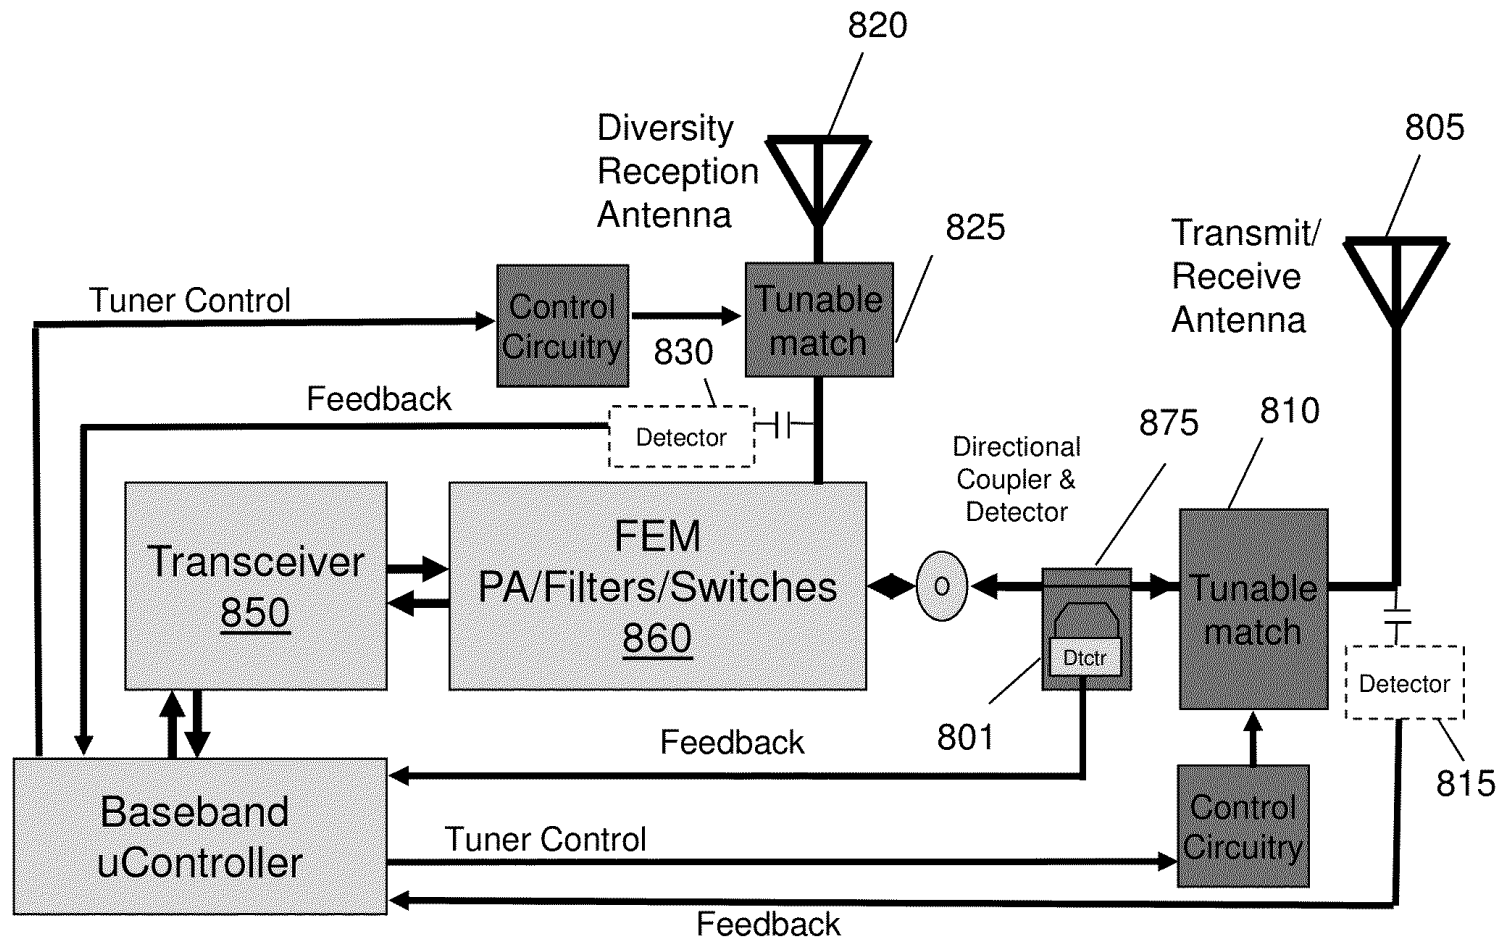 820
Diversity
Reception
Antenna
805
825
Transmit/
Receive
Antenna
Tuner Control
Control
Circuitry
Tunable
match
830
Feedback
Detector
875
810
Directional
Coupler &
Detector
Transceiver
850
FEM
PA/Filters/Switches
860
O
Dtctr
Tunable
match
Detector
801
815
Feedback
Baseband
uController
Tuner Control
Control
Circuitry
Feedback